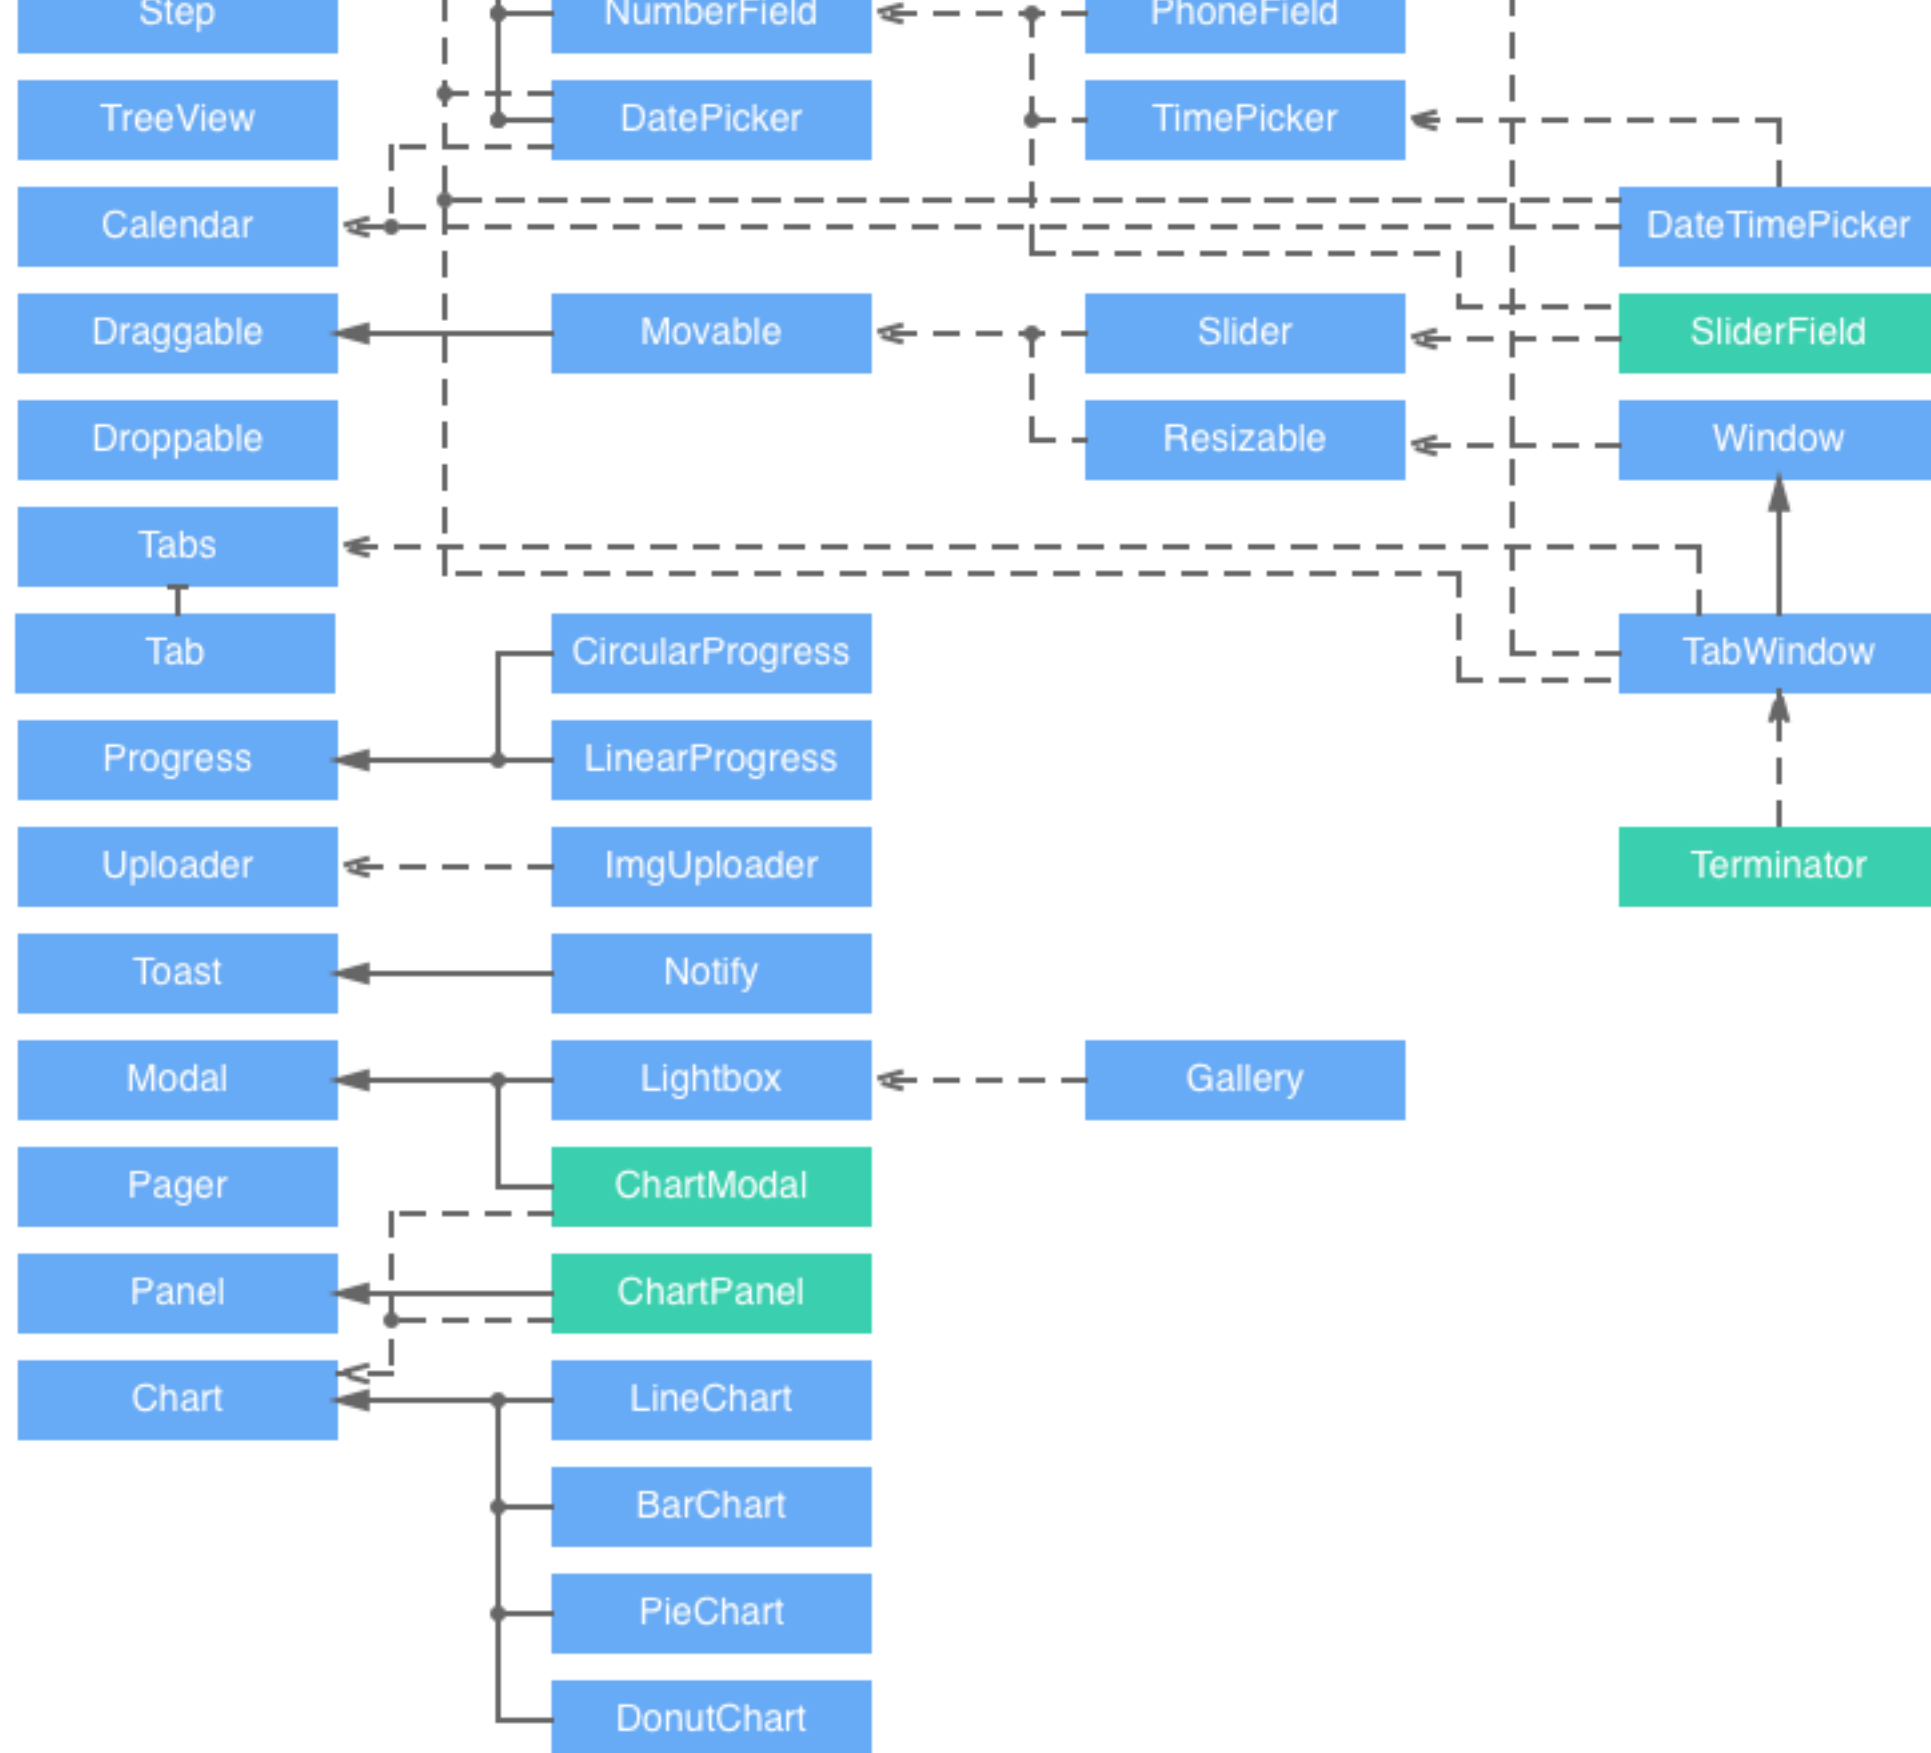 Step
NumberField
PhoneField
TreeView
DatePicker
TimePicker
Calendar
DateTimePicker
Draggable
Movable
Slider
SliderField
Droppable
Resizable
Window
Tabs
Tab
CircularProgress
TabWindow
Progress
LinearProgress
Uploader
ImgUploader
Terminator
Toast
Notify
Modal
Lightbox
Gallery
Pager
ChartModal
Panel
ChartPanel
Chart
LineChart
BarChart
PieChart
DonutChart